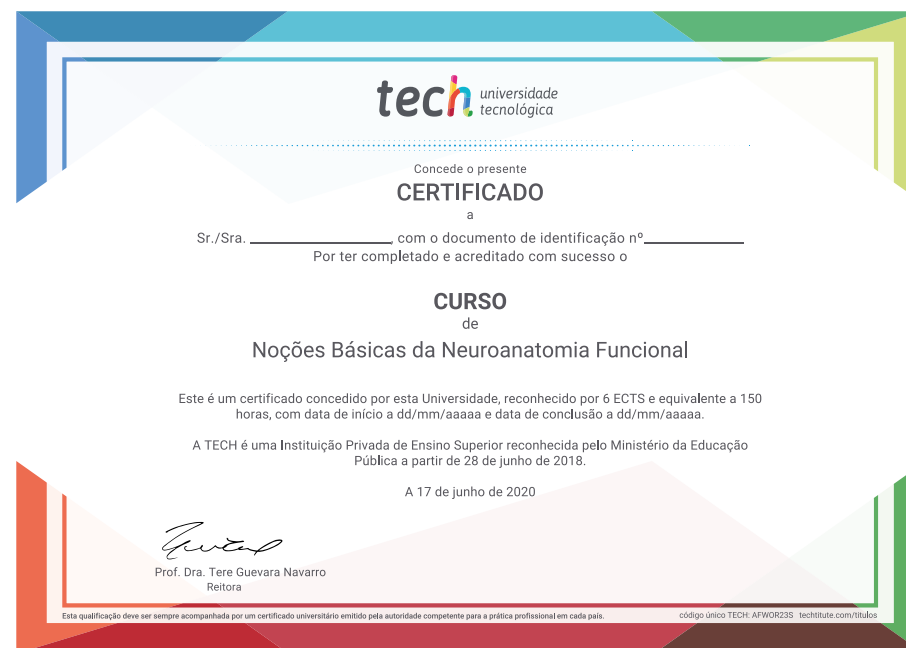 tech universidade
tecnológica
Concede o presente
CERTIFICADO
a
Sr./Sra. _________________, com o documento de identificação nº____________
Por ter completado e acreditado com sucesso o
CURSO
de
Noções Básicas da Neuroanatomia Funcional
Este é um certificado concedido por esta Universidade, reconhecido por 6 ECTS e equivalente a 150
horas, com data de início a dd/mm/aaaaa e data de conclusão a dd/mm/aaaaa.
A TECH é uma Instituição Privada de Ensino Superior reconhecida pelo Ministério da Educação
Pública a partir de 28 de junho de 2018.
A 17 de junho de 2020
Prof. Dra. Tere Guevara Navarro
Reitora
Esta qualificação deve ser sempre acompanhada por um certificado universitário emitido pela autoridade competente para a prática profissional em cada país.
código único TECH: AFWOR23S techtitute.com/titulos